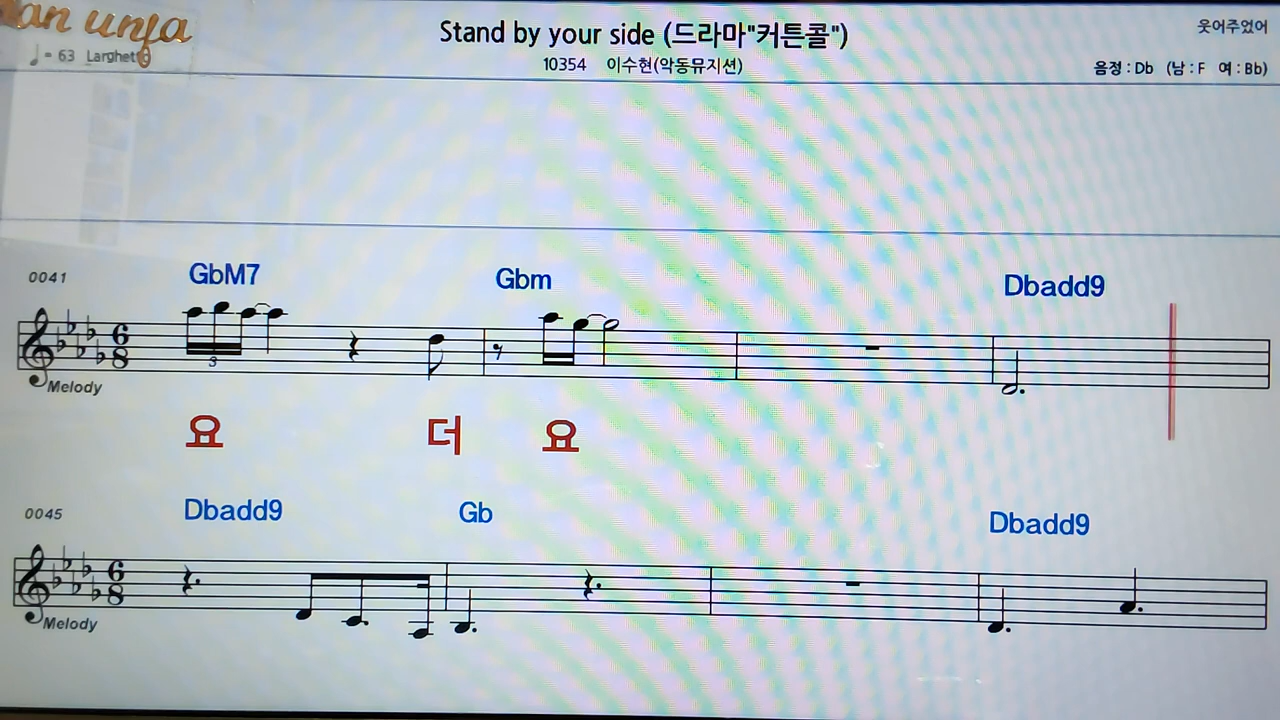 an unja
Stand by your side (드라마"커튼콜")
웃어주었어
♩= 63 Larghetto
10354 이수현(악동뮤지션)
음정 : Db (남 : F 여 : Bb)
0041 GbM7 Gbm Dbadd9
6
8
3
Melody
요 더 요
0045 Dbadd9 Gb Dbadd9
6
8
Melody